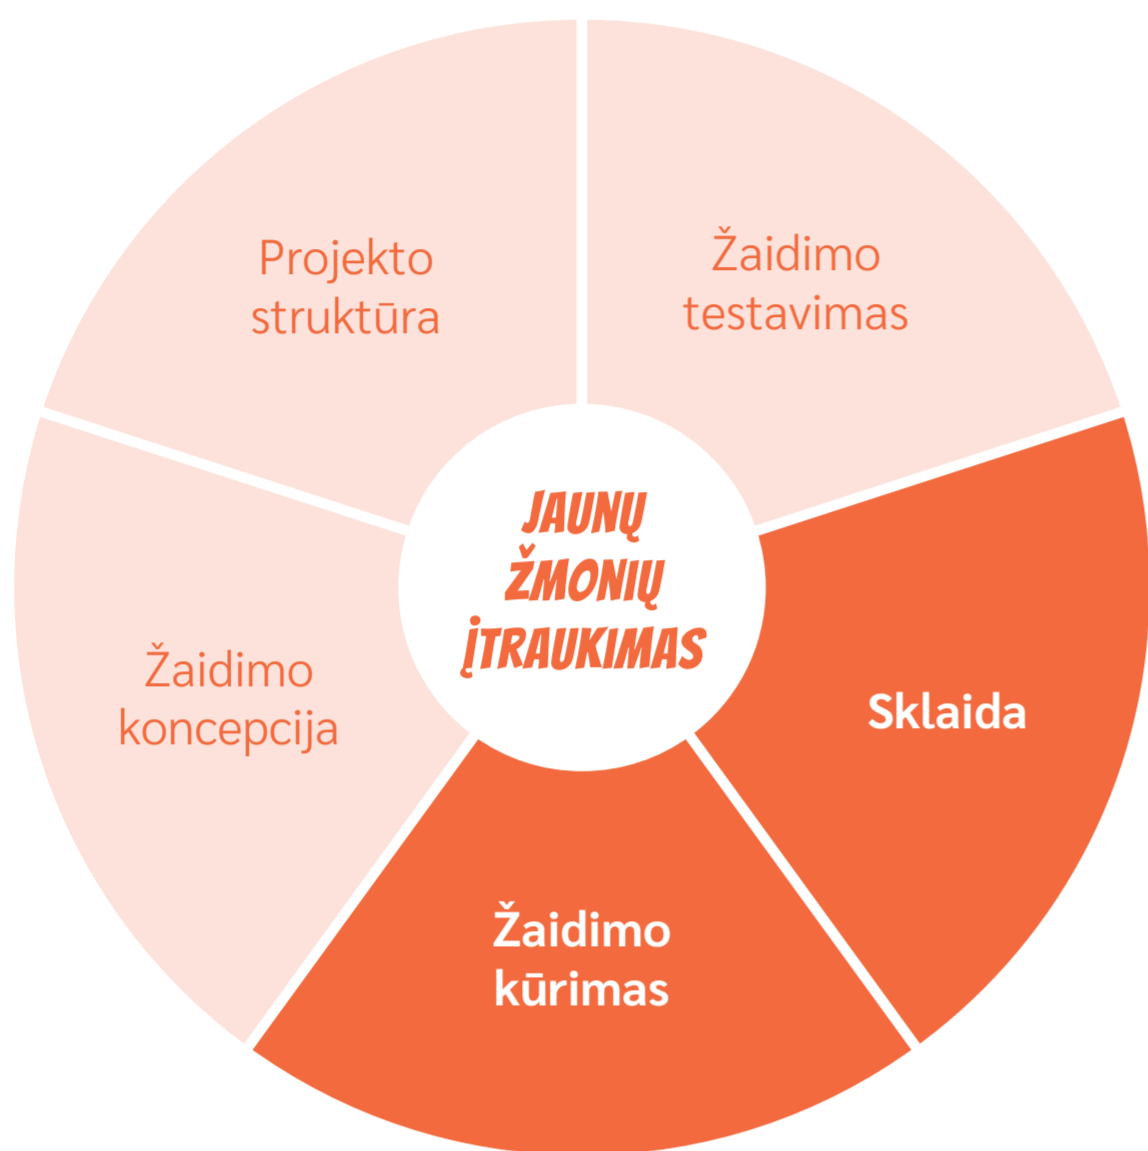 Projekto
struktūra
Žaidimo
testavimas
JAUNŲ
ŽMONIŲ
ĮTRAUKIMAS
Žaidimo
koncepcija
Sklaida
Žaidimo
kūrimas